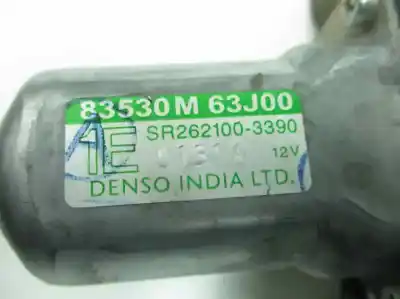 83530M 63J00
1E SR262100-3390
12V
DENSO INDIA LTD.